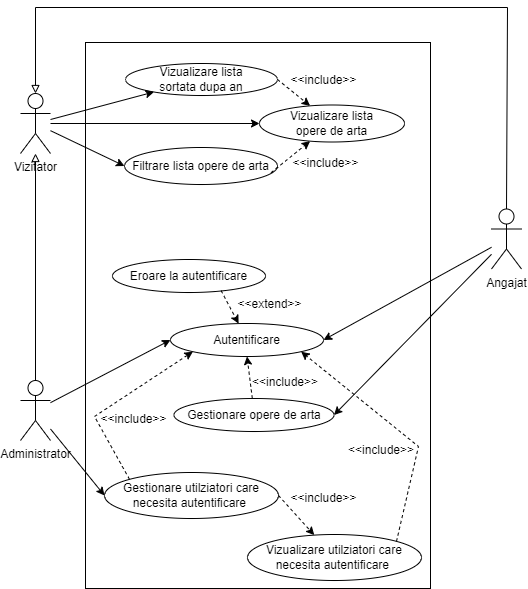 Vizualizare lista
sortata dupa an
<<include>>
Vizualizare lista
opere de arta
Vizitator
Filtrare lista opere de arta
<<include>>
Angajat
Eroare la autentificare
<<extend>>
Autentificare
<<include>>
Gestionare opere de arta
<<include>>
Administrator
<<include>>
Gestionare utilziatori care
necesita autentificare
<<include>>
Vizualizare utilziatori care
necesita autentificare